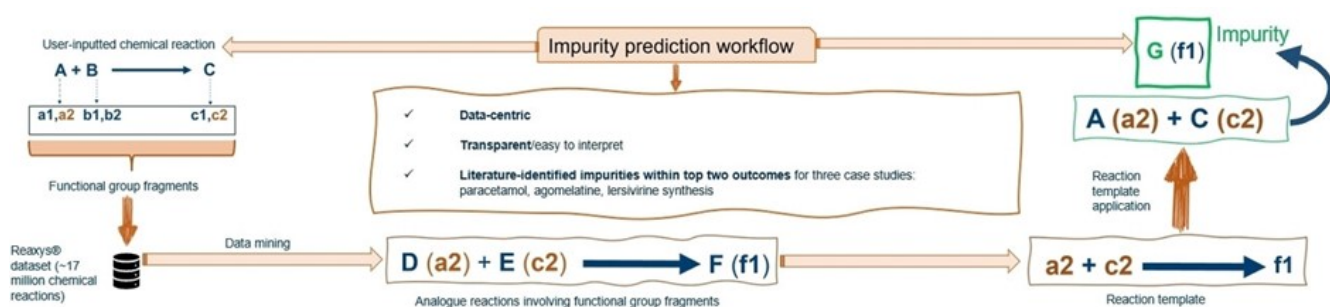 Impurity prediction workflow
User-inputted chemical reaction
A + B C
a1,a2 b1,b2 c1,c2
Functional group fragments
Reaxys®
dataset (~17
million chemical
reactions)
Data mining
✓ Data-centric
✓ Transparent/easy to interpret
✓ Literature-identified impurities within top two outcomes for three case studies:
paracetamol, agomelatine, lersivirine synthesis
D (a2) + E (c2) F (f1)
Analogue reactions involving functional group fragments
a2 + c2 f1
Reaction template
Reaction
template
application
A (a2) + C (c2)
G (f1)
Impurity